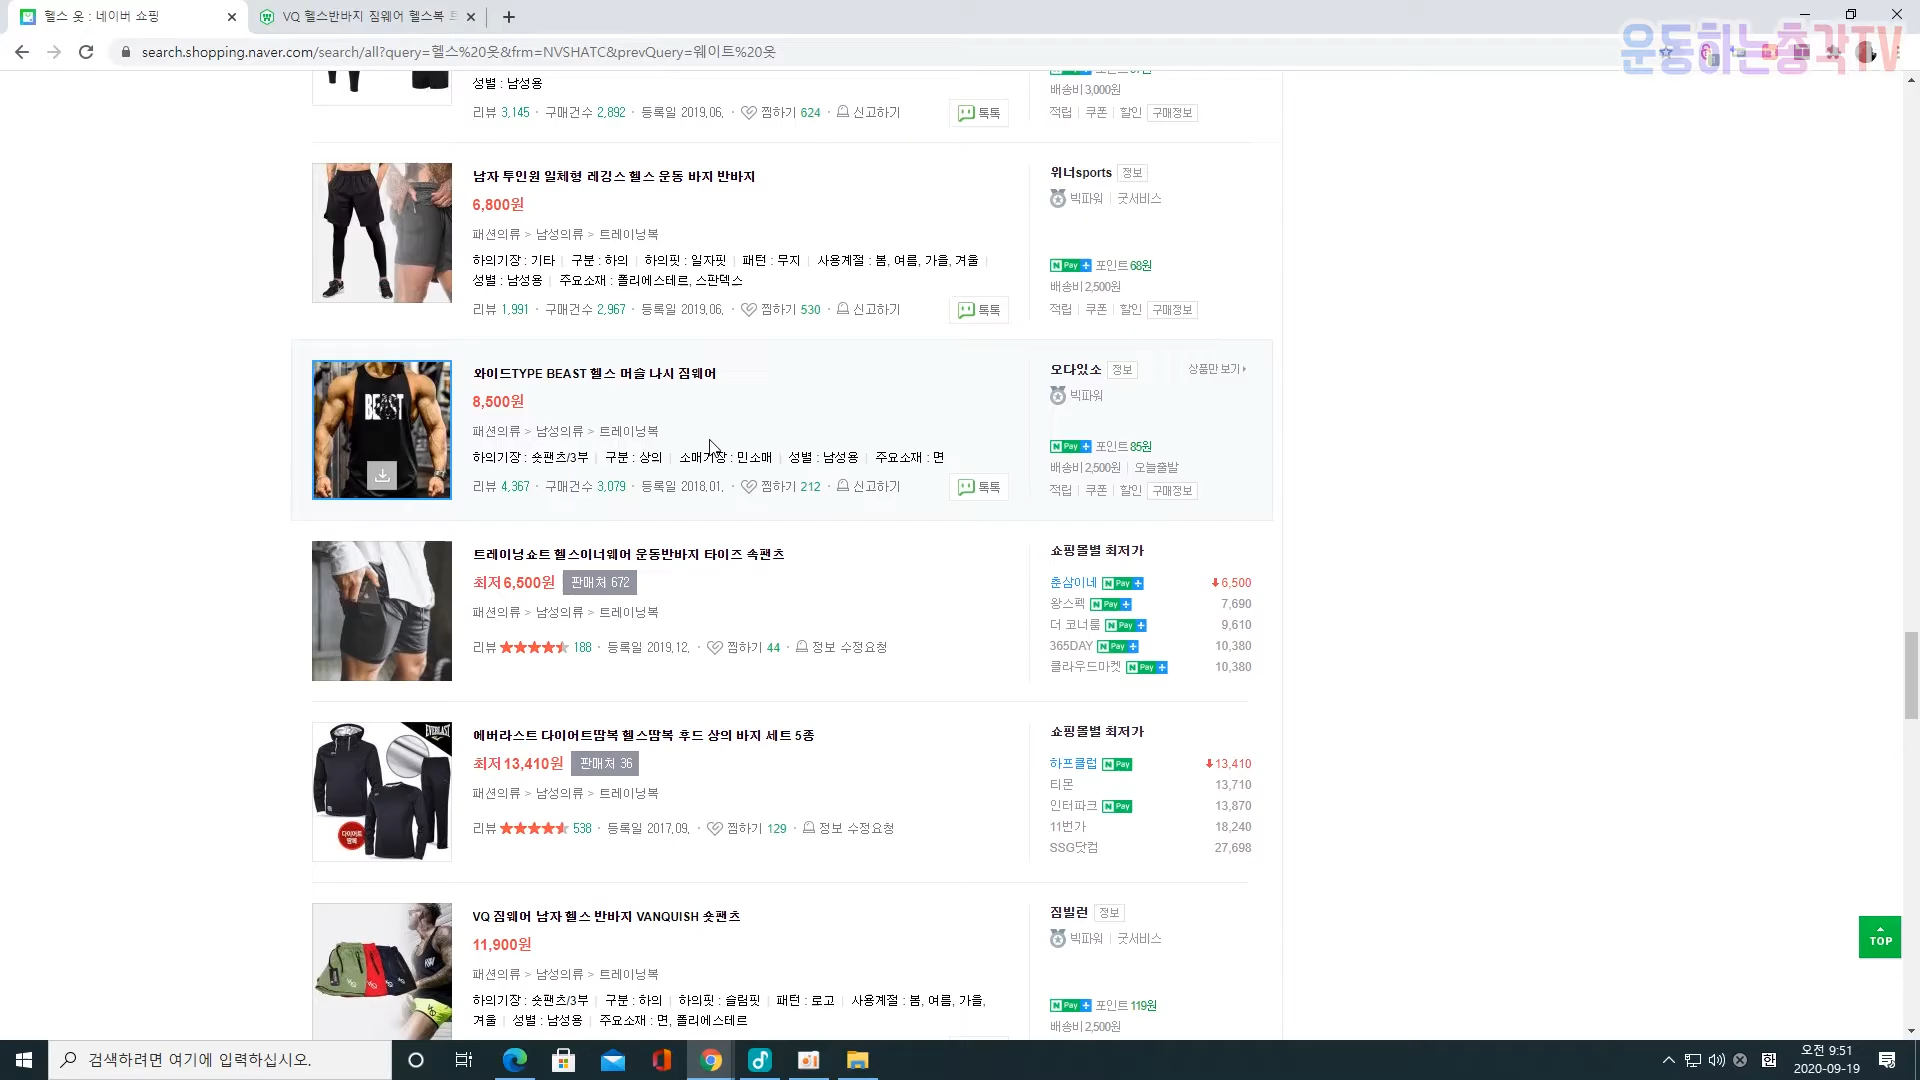 헬스 옷 : 네이버 쇼핑
VQ 헬스반바지 짐웨어 헬스복 트
search.shopping.naver.com/search/all?query=헬스%20옷&frm=NVSHATC&prevQuery=웨이트%20옷
운동하는총각TV
성별 : 남성용
배송비 3,000원
리뷰 3,145 · 구매건수 2,892 · 등록일 2019.06. · 찜하기 624 · 신고하기
톡톡
적립 | 쿠폰 | 할인 구매정보
남자 투인원 일체형 레깅스 헬스 운동 바지 반바지
6,800원
패션의류 > 남성의류 > 트레이닝복
하의기장 : 기타 | 구분 : 하의 | 하의핏 : 일자핏 | 패턴 : 무지 | 사용계절 : 봄, 여름, 가을, 겨울 |
성별 : 남성용 | 주요소재 : 폴리에스테르, 스판덱스
리뷰 1,991 · 구매건수 2,967 · 등록일 2019.06. · 찜하기 530 · 신고하기
톡톡
위너sports 정보
빅파워 | 굿서비스
N Pay + 포인트 68원
배송비 2,500원
적립 | 쿠폰 | 할인 구매정보
BEAST
와이드TYPE BEAST 헬스 머슬 나시 짐웨어
8,500원
패션의류 > 남성의류 > 트레이닝복
하의기장 : 숏팬츠/3부 | 구분 : 상의 | 소매기장 : 민소매 | 성별 : 남성용 | 주요소재 : 면
리뷰 4,367 · 구매건수 3,079 · 등록일 2018.01. · 찜하기 212 · 신고하기
톡톡
오다있소 정보
상품만 보기
빅파워
N Pay + 포인트 85원
배송비 2,500원 | 오늘출발
적립 | 쿠폰 | 할인 구매정보
트레이닝쇼트 헬스이너웨어 운동반바지 타이즈 속팬츠
최저 6,500원 판매처 672
패션의류 > 남성의류 > 트레이닝복
리뷰 188 · 등록일 2019.12. · 찜하기 44 · 정보 수정요청
쇼핑몰별 최저가
춘삼이네 N Pay + 6,500
왕스펙 N Pay + 7,690
더 코너룸 N Pay + 9,610
365DAY N Pay + 10,380
클라우드마켓 N Pay + 10,380
EVERLAST
다이어트
땀복
에버라스트 다이어트땀복 헬스땀복 후드 상의 바지 세트 5종
최저 13,410원 판매처 36
패션의류 > 남성의류 > 트레이닝복
리뷰 538 · 등록일 2017.09. · 찜하기 129 · 정보 수정요청
쇼핑몰별 최저가
하프클럽 N Pay 13,410
티몬 13,710
인터파크 N Pay 13,870
11번가 18,240
SSG닷컴 27,698
VQ 짐웨어 남자 헬스 반바지 VANQUISH 숏팬츠
11,900원
패션의류 > 남성의류 > 트레이닝복
하의기장 : 숏팬츠/3부 | 구분 : 하의 | 하의핏 : 슬림핏 | 패턴 : 로고 | 사용계절 : 봄, 여름, 가을,
겨울 | 성별 : 남성용 | 주요소재 : 면, 폴리에스테르
짐빌런 정보
빅파워 | 굿서비스
N Pay + 포인트 119원
배송비 2,500원
TOP
검색하려면 여기에 입력하십시오.
한
오전 9:51
2020-09-19